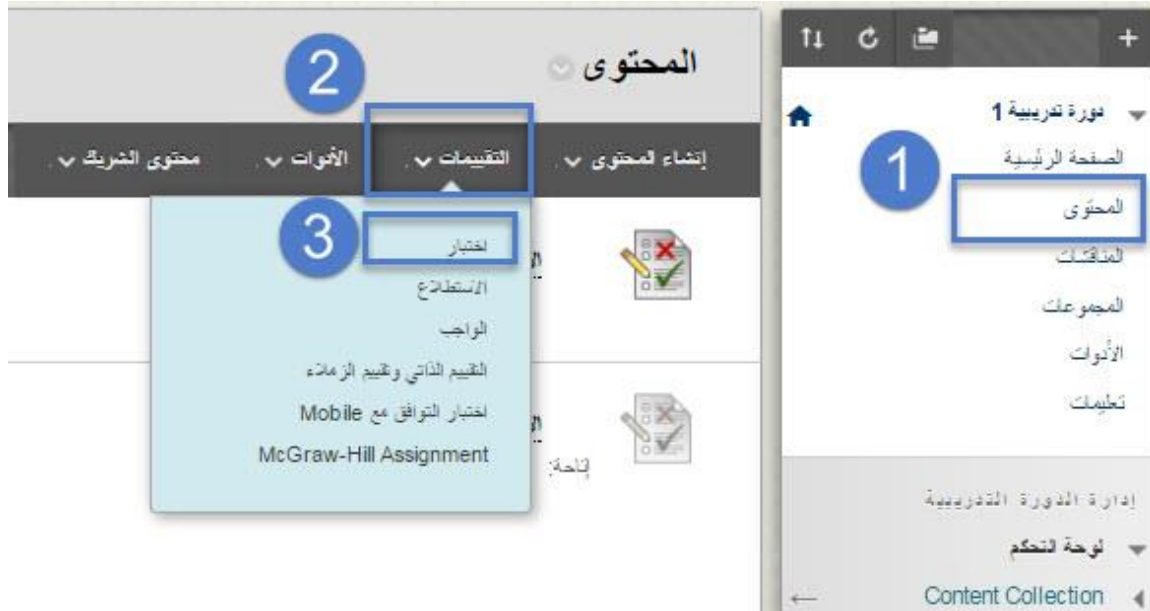 دورة تدريبية 1
الصفحة الرئيسية
1
المحتوى
المناقشات
المجموعات
الأدوات
تعليمات
إدارة الدورة التدريبية
لوحة التحكم
Content Collection
المحتوى
2
إنشاء المحتوى التقييمات الأدوات محتوى الشريك
3
اختبار
الاستطلاع
الواجب
التقييم الذاتي وتقييم الزملاء
اختبار التوافق مع Mobile
McGraw-Hill Assignment
إتاحة: